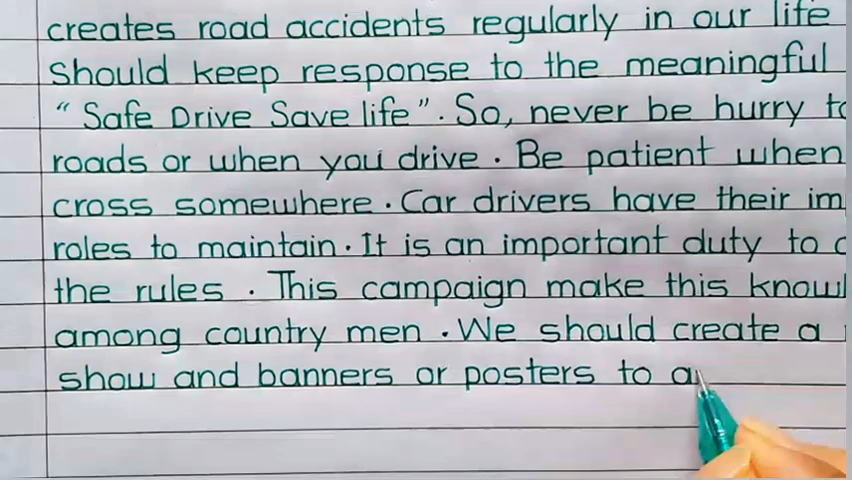 creates road accidents regularly in our life
Should keep response to the meaningful
“ Safe Drive Save life ” . So, never be hurry
roads or when you drive . Be patient when
cross somewhere . Car drivers have their
roles to maintain . It is an important duty to
the rules . This campaign make this
among country men . We should create a
show and banners or posters to